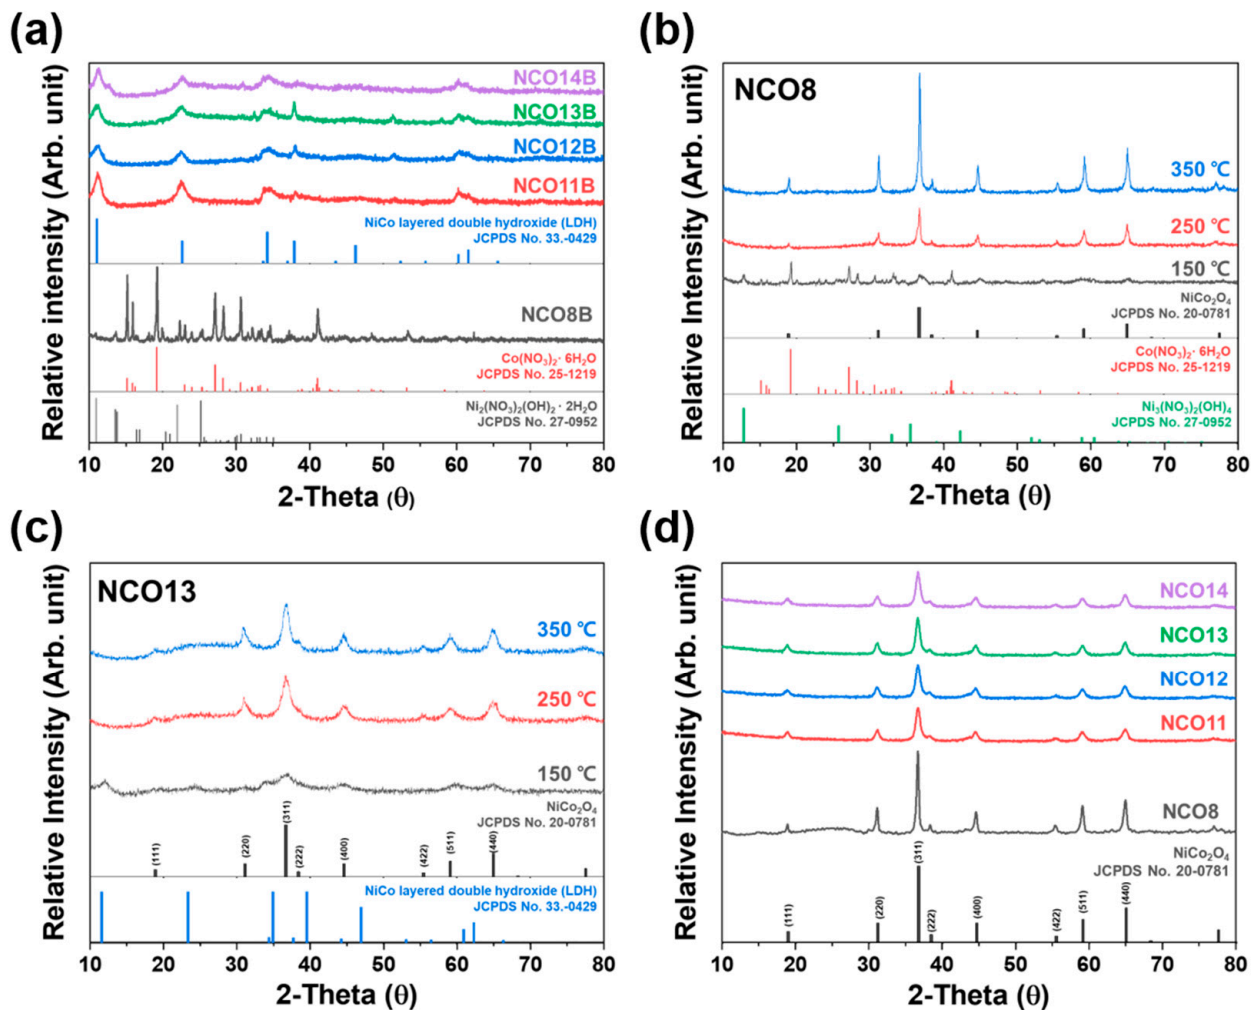 (a)
Relative intensity (Arb. unit)
NCO14B
NCO13B
NCO12B
NCO11B
NiCo layered double hydroxide (LDH)
JCPDS No. 33.-0429
NCO8B
Co(NO₃)₂· 6H₂O
JCPDS No. 25-1219
Ni₂(NO₃)₂(OH)₂ · 2H₂O
JCPDS No. 27-0952
10 20 30 40 50 60 70 80
2-Theta (θ)
(b)
Relative Intensity (Arb. unit)
NCO8
350 ℃
250 ℃
150 ℃
NiCo₂O₄
JCPDS No. 20-0781
Co(NO₃)₂· 6H₂O
JCPDS No. 25-1219
Ni₃(NO₃)₂(OH)₄
JCPDS No. 27-0952
10 20 30 40 50 60 70 80
2-Theta (θ)
(c)
Relative Intensity (Arb. unit)
NCO13
350 ℃
250 ℃
150 ℃
NiCo₂O₄
JCPDS No. 20-0781
(111) (220) (311) (222) (400) (422) (511) (440)
NiCo layered double hydroxide (LDH)
JCPDS No. 33.-0429
10 20 30 40 50 60 70 80
2-Theta (θ)
(d)
Relative Intensity (Arb. unit)
NCO14
NCO13
NCO12
NCO11
NCO8
NiCo₂O₄
JCPDS No. 20-0781
(111) (220) (311) (222) (400) (422) (511) (440)
10 20 30 40 50 60 70 80
2-Theta (θ)